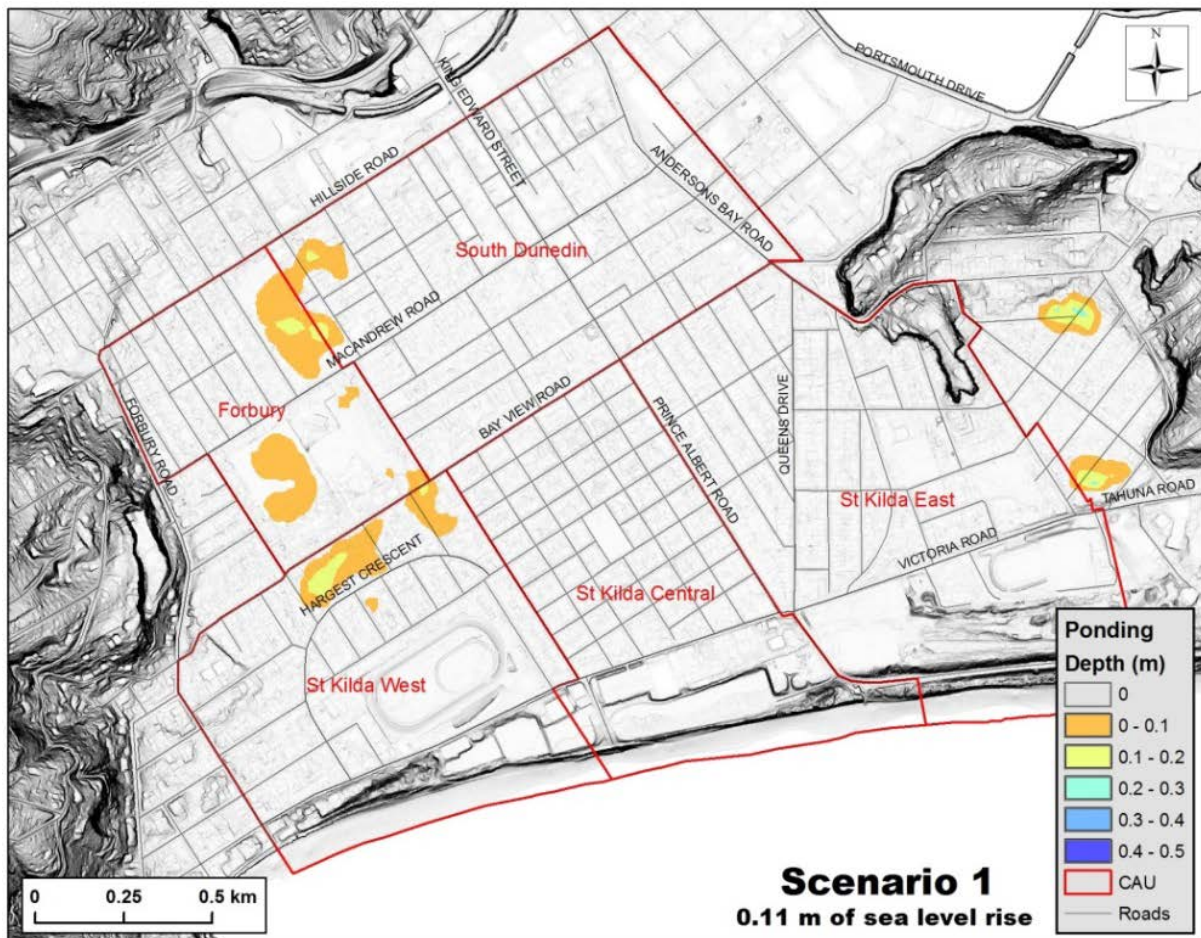 N
PORTSMOUTH DRIVE
KING EDWARD STREET
HILLSIDE ROAD
ANDERSONS BAY ROAD
South Dunedin
MACANDREW ROAD
FORBURY ROAD
Forbury
BAY VIEW ROAD
PRINCE ALBERT ROAD
QUEENS DRIVE
St Kilda East
TAHUNA ROAD
VICTORIA ROAD
HARGEST CRESCENT
St Kilda Central
St Kilda West
Ponding
Depth (m)
0
0 - 0.1
0.1 - 0.2
0.2 - 0.3
0.3 - 0.4
0.4 - 0.5
CAU
Roads
0 0.25 0.5 km
Scenario 1
0.11 m of sea level rise